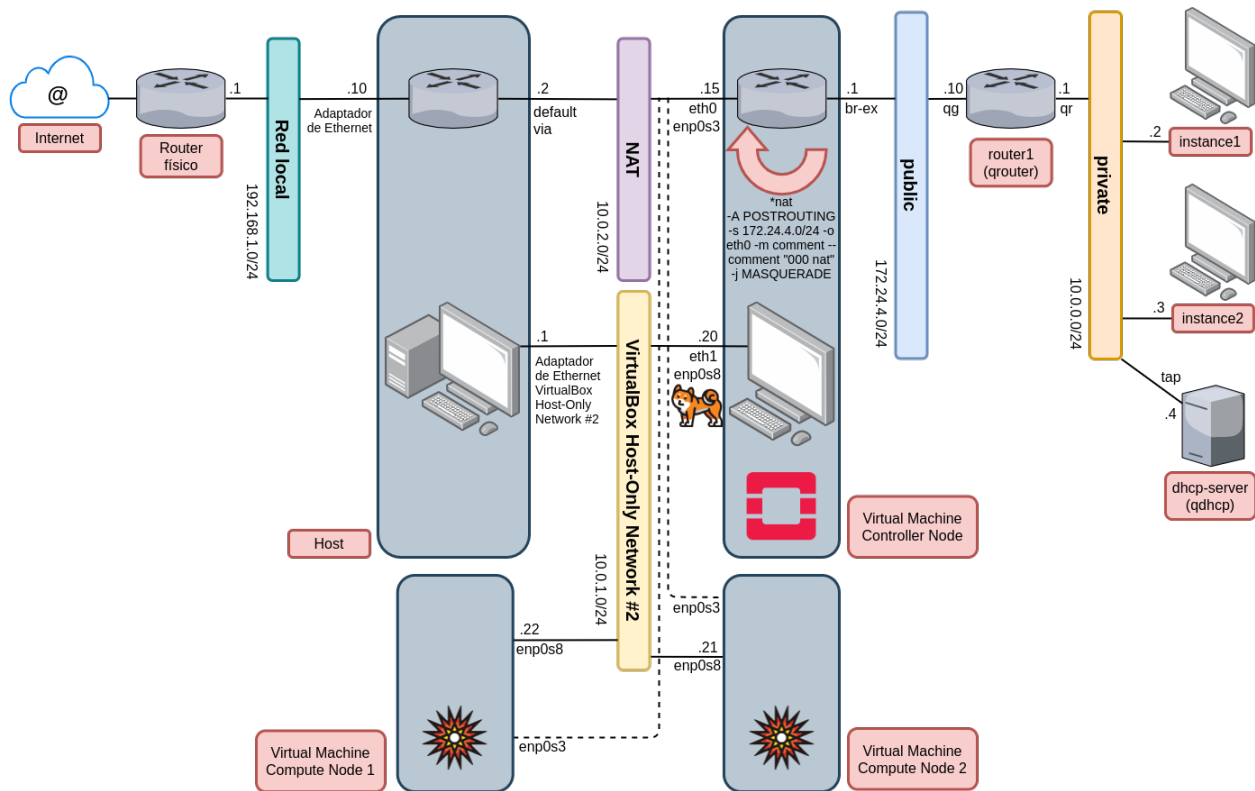 @
Internet
.1
Router
físico
Red local
192.168.1.0/24
.10
Adaptador
de Ethernet
.2
default
via
NAT
10.0.2.0/24
.15
eth0
enp0s3
*nat
-A POSTROUTING
-s 172.24.4.0/24 -o
eth0 -m comment --
comment "000 nat"
-j MASQUERADE
.1
br-ex
public
172.24.4.0/24
.10
qg
router1
(qrouter)
.1
qr
private
10.0.0.0/24
.2
instance1
.3
instance2
tap
.4
dhcp-server
(qdhcp)
.1
Adaptador
de Ethernet
VirtualBox
Host-Only
Network #2
VirtualBox Host-Only Network #2
10.0.1.0/24
.20
eth1
enp0s8
Host
Virtual Machine
Controller Node
.22
enp0s8
enp0s3
Virtual Machine
Compute Node 1
enp0s3
.21
enp0s8
Virtual Machine
Compute Node 2